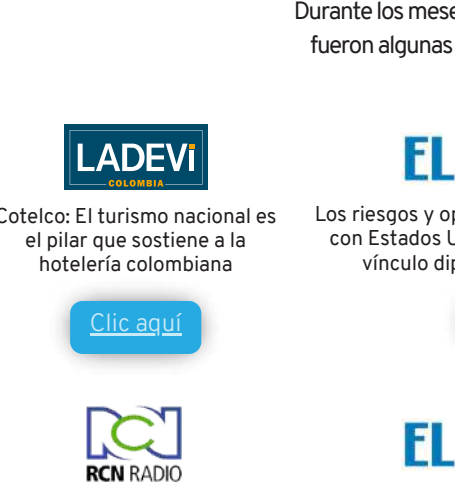 Durante los mese
fueron algunas
LADEVi
COLOMBIA
Cotelco: El turismo nacional es
el pilar que sostiene a la
hotelería colombiana
Clic aquí
EL
Los riesgos y op
con Estados U
vínculo dip
RCN RADIO
EL